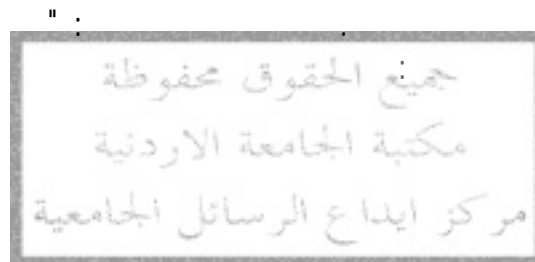 جميع الحقوق محفوظة
مكتبة الجامعة الاردنية
مركز ايداع الرسائل الجامعية